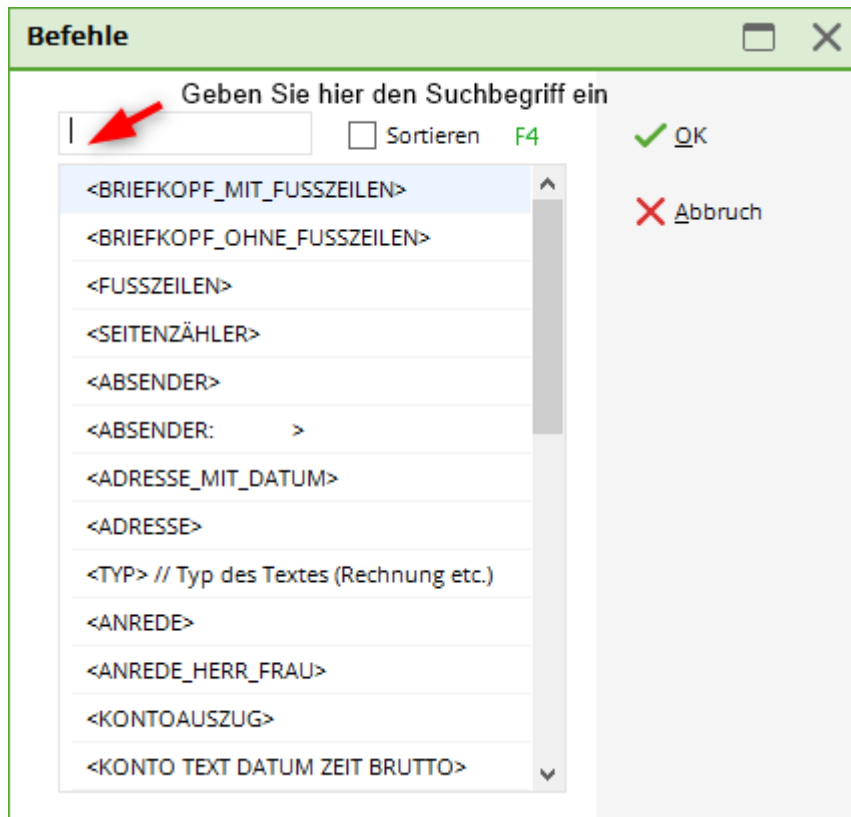 Befehle
Geben Sie hier den Suchbegriff ein
Sortieren F4
OK
<BRIEFKOPF_MIT_FUSSZEILEN>
Abbruch
<BRIEFKOPF_OHNE_FUSSZEILEN>
<FUSSZEILEN>
<SEITENZÄHLER>
<ABSENDER>
<ABSENDER:             >
<ADRESSE_MIT_DATUM>
<ADRESSE>
<TYP> // Typ des Textes (Rechnung etc.)
<ANREDE>
<ANREDE_HERR_FRAU>
<KONTOAUSZUG>
<KONTO TEXT DATUM ZEIT BRUTTO>